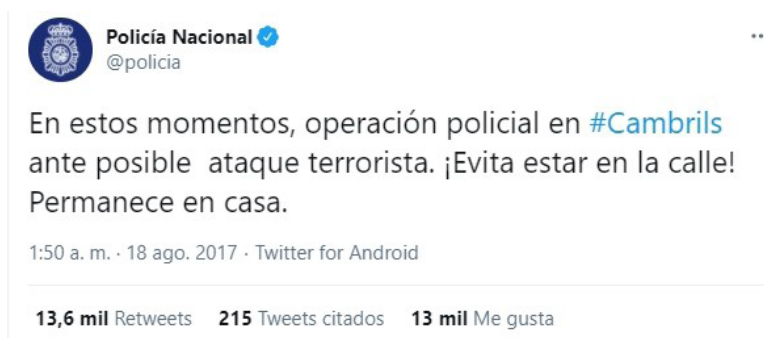 Policía Nacional
@policia
En estos momentos, operación policial en #Cambrils
ante posible  ataque terrorista. ¡Evita estar en la calle!
Permanece en casa.
1:50 a. m. · 18 ago. 2017 · Twitter for Android
13,6 mil Retweets 215 Tweets citados 13 mil Me gusta